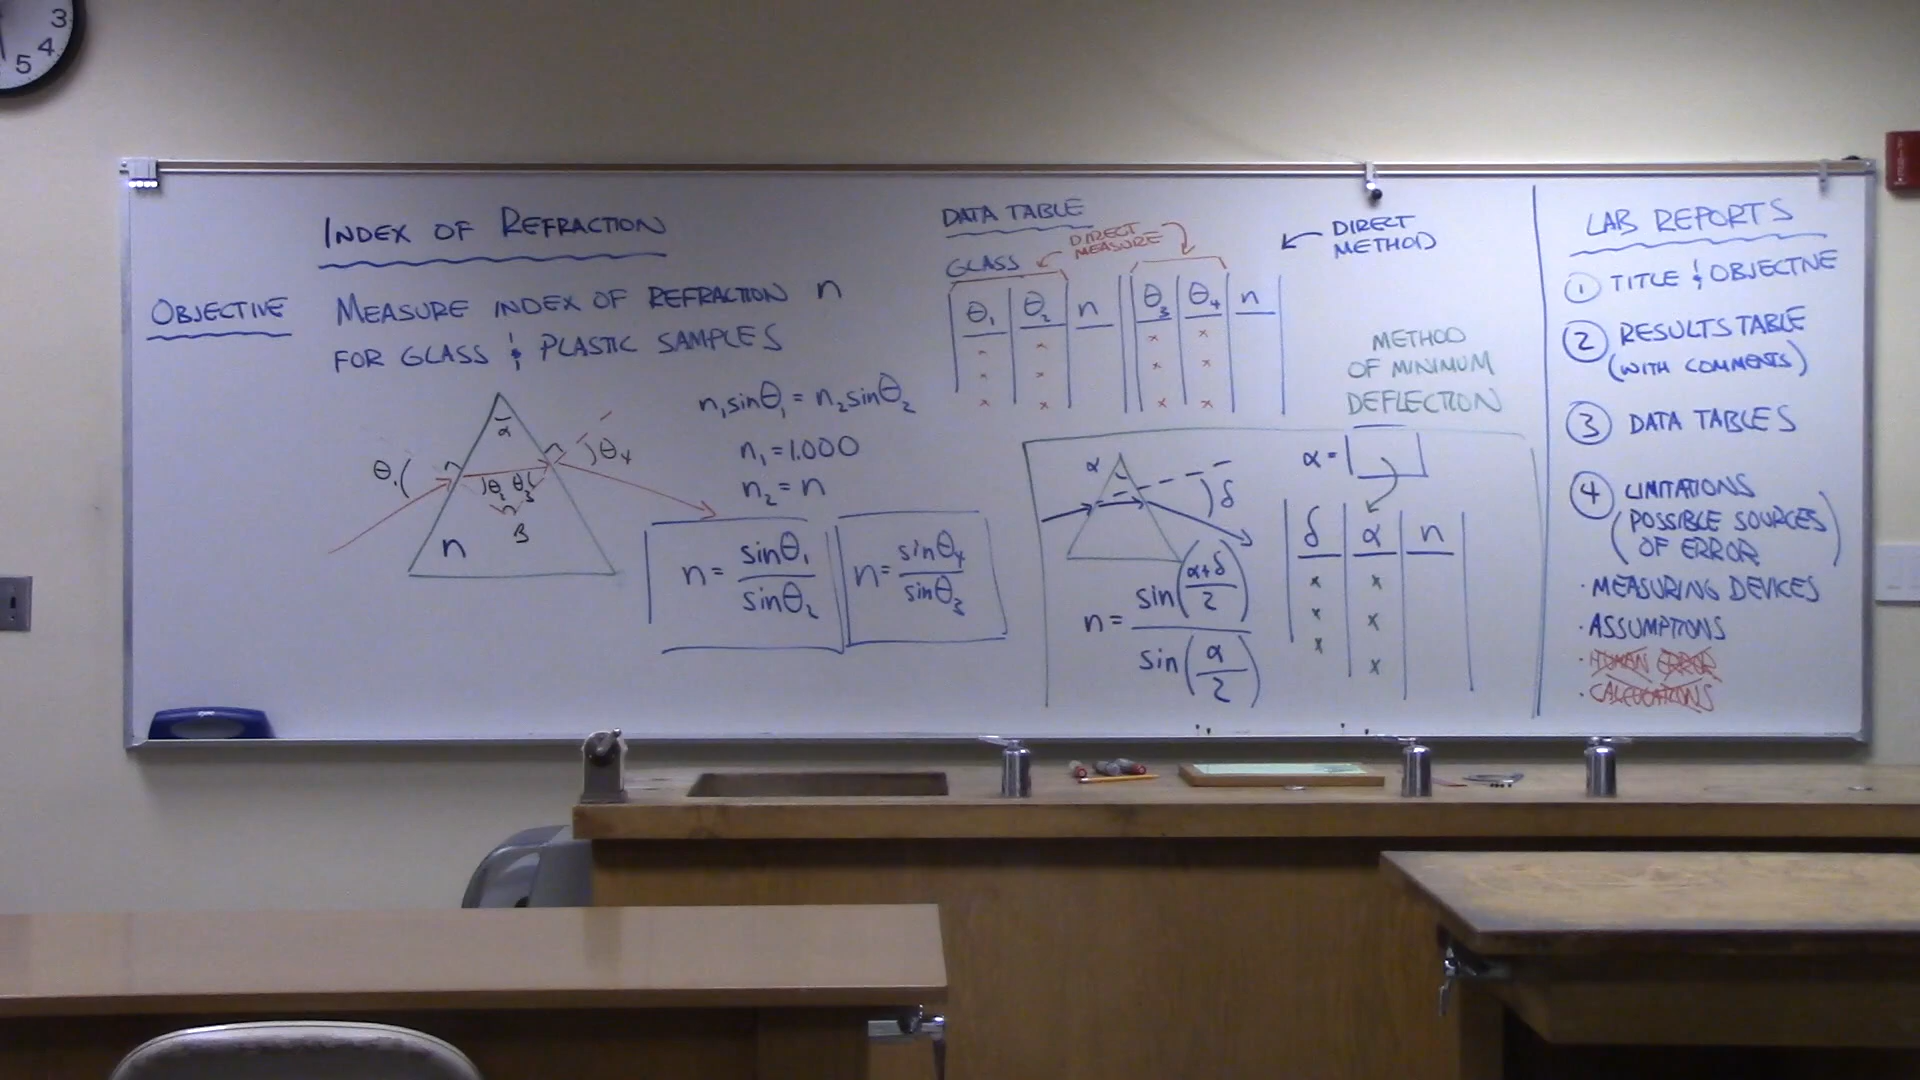 3
4
5
INDEX OF REFRACTION
OBJECTIVE MEASURE INDEX OF REFRACTION n
FOR GLASS & PLASTIC SAMPLES
α
θ₁
θ₂ θ₃
θ₄
β
n
n₁sinθ₁ = n₂sinθ₂
n₁ = 1.000
n₂ = n
n = sinθ₁ / sinθ₂
n = sinθ₄ / sinθ₃
DATA TABLE
DIRECT
MEASURE
GLASS
θ₁ θ₂ n θ₃ θ₄ n
x x
x x x x
x x x x
x x
DIRECT
METHOD
METHOD
OF MINIMUM
DEFLECTION
α
δ
n = sin((α+δ)/2) / sin(α/2)
α =
δ α n
x x
x x
x x
LAB REPORTS
① TITLE & OBJECTIVE
② RESULTS TABLE
(WITH COMMENTS)
③ DATA TABLES
④ LIMITATIONS
(POSSIBLE SOURCES
OF ERROR)
· MEASURING DEVICES
· ASSUMPTIONS
· HUMAN ERROR
· CALCULATIONS